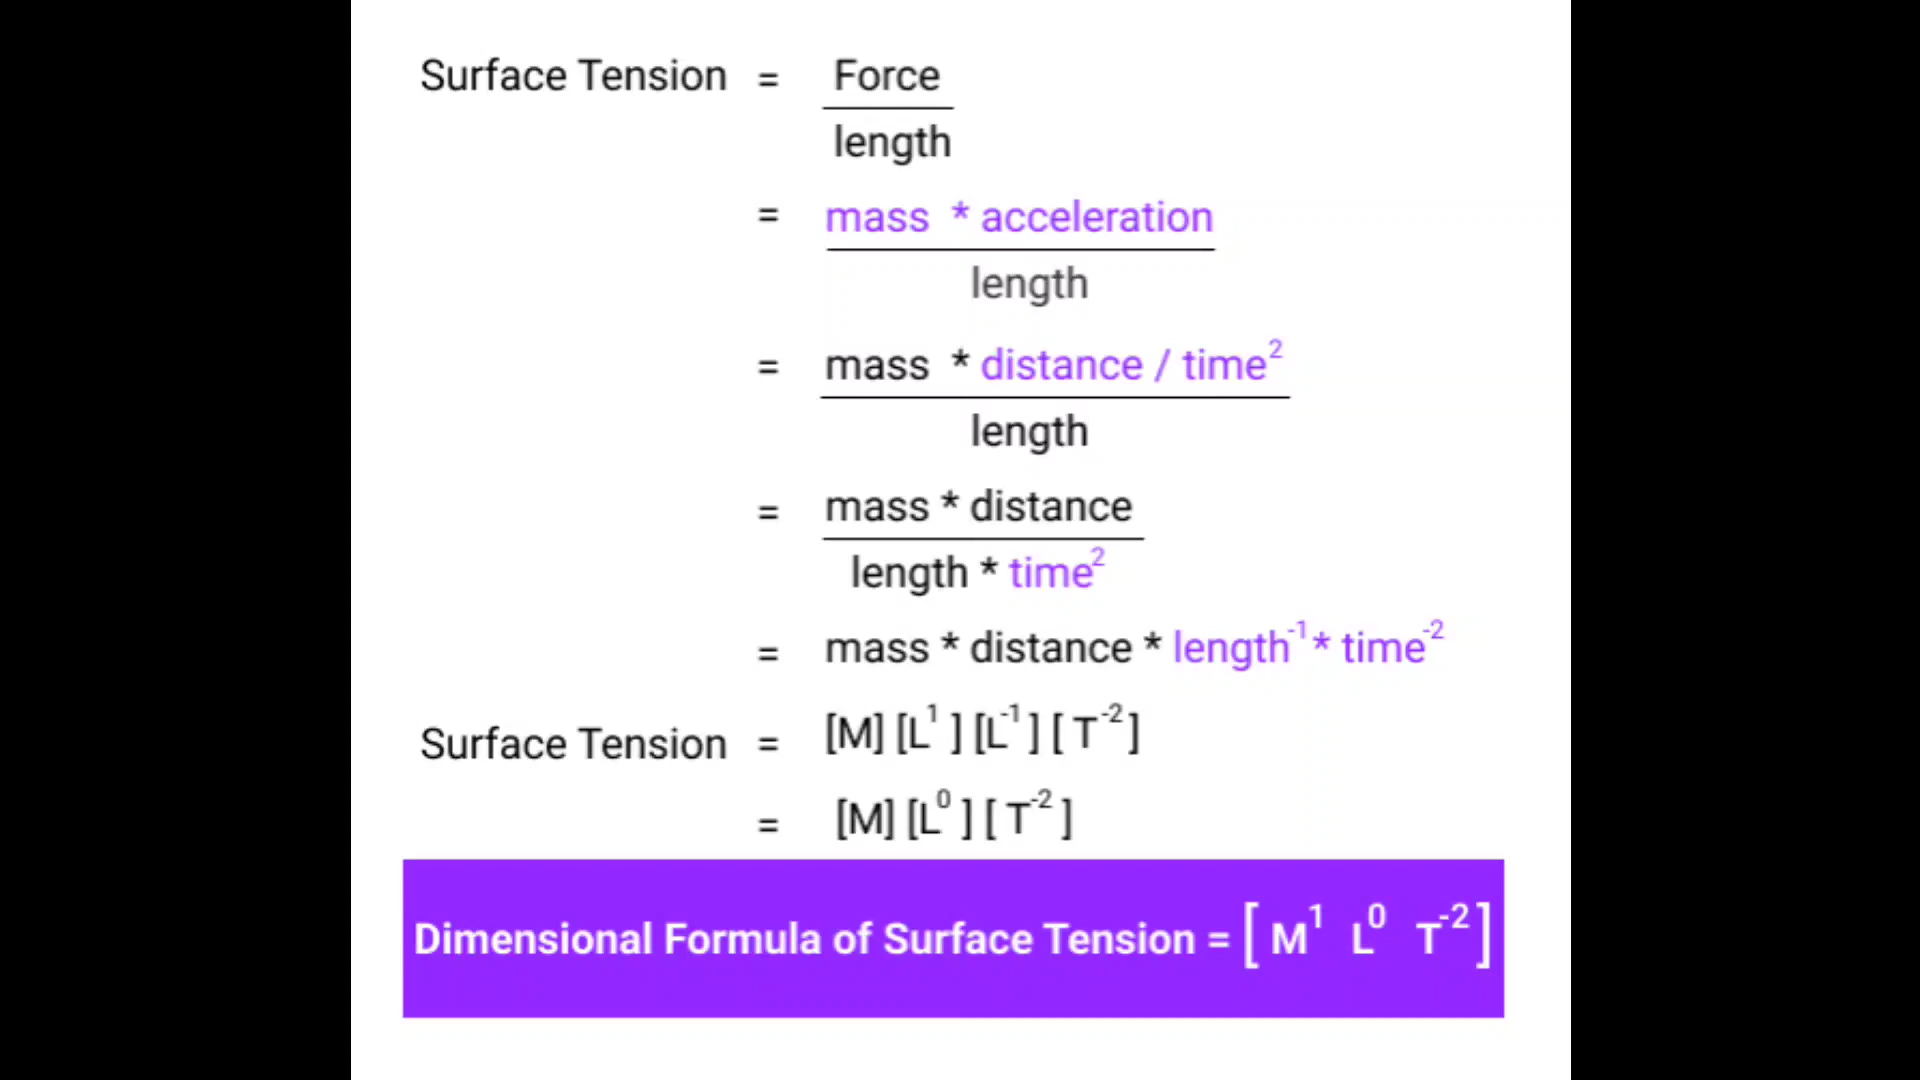 Surface Tension = Force
length
= mass * acceleration
length
= mass * distance / time²
length
= mass * distance
length * time²
= mass * distance * length⁻¹ * time⁻²
Surface Tension = [M] [L¹] [L⁻¹] [T⁻²]
= [M] [L⁰] [T⁻²]
Dimensional Formula of Surface Tension = [ M¹ L⁰ T⁻² ]